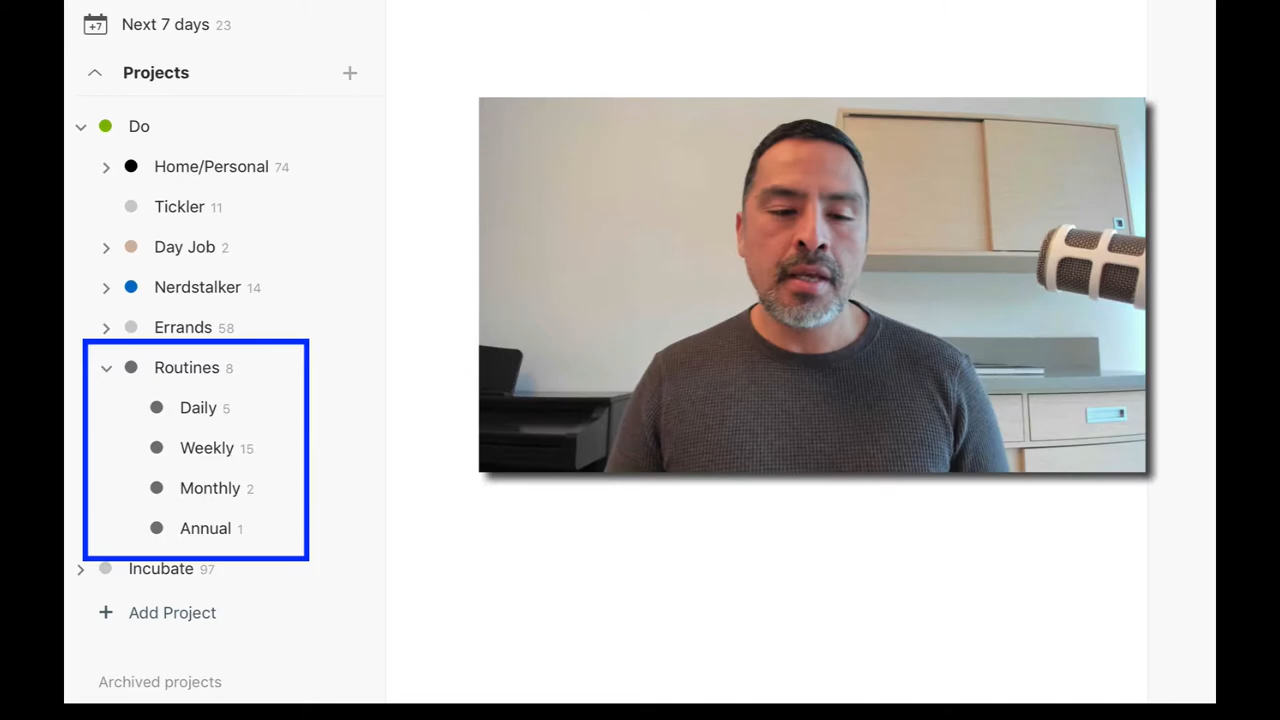 +7 Next 7 days 23
Projects
Do
Home/Personal 74
Tickler 11
Day Job 2
Nerdstalker 14
Errands 58
Routines 8
Daily 5
Weekly 15
Monthly 2
Annual 1
Incubate 97
Add Project
Archived projects